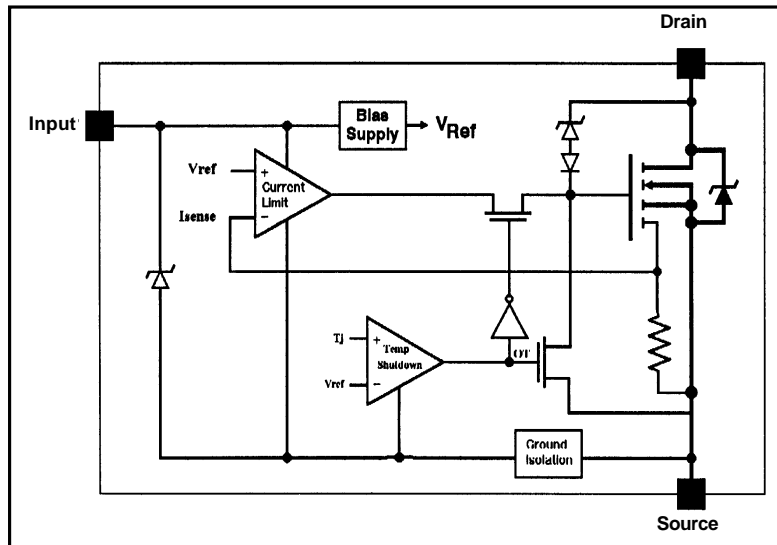 Drain
Input
Bias
Supply
VRef
Vref
+
Current
Limit
Isense
−
Tj
+
Temp
Shutdown
Vref
−
OT
Ground
Isolation
Source